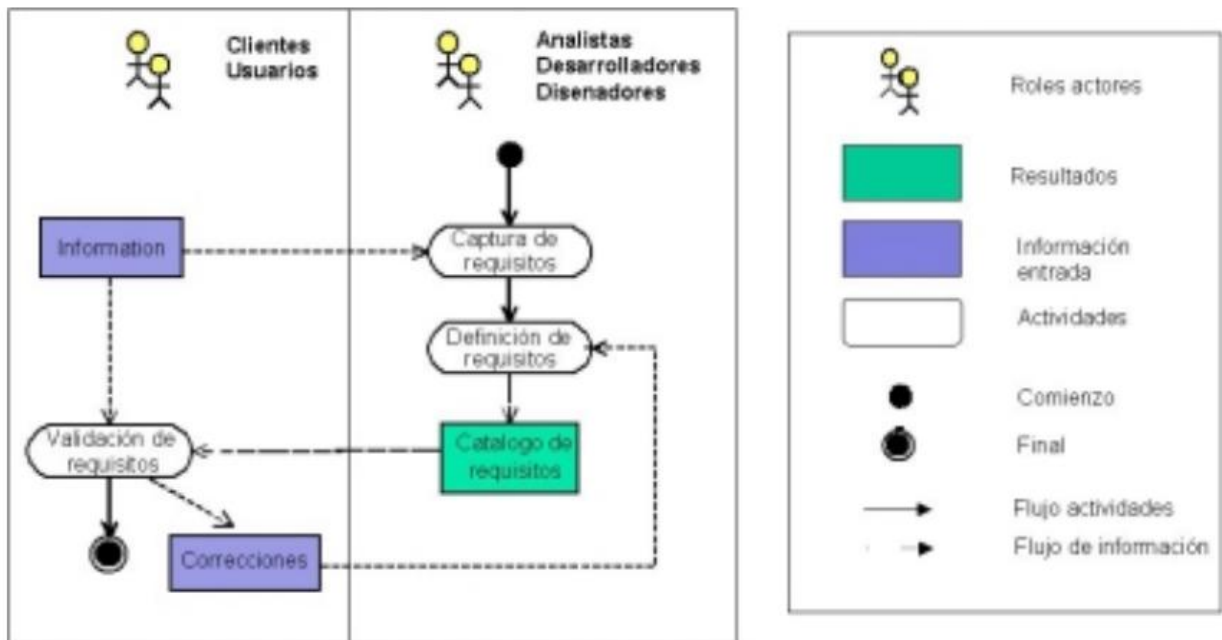 Clientes
Usuarios
Analistas
Desarrolladores
Disenadores
Information
Captura de
requisitos
Definición de
requisitos
Validación de
requisitos
Catalogo de
requisitos
Correcciones
Roles actores
Resultados
Información
entrada
Actividades
Comienzo
Final
Flujo actividades
Flujo de información